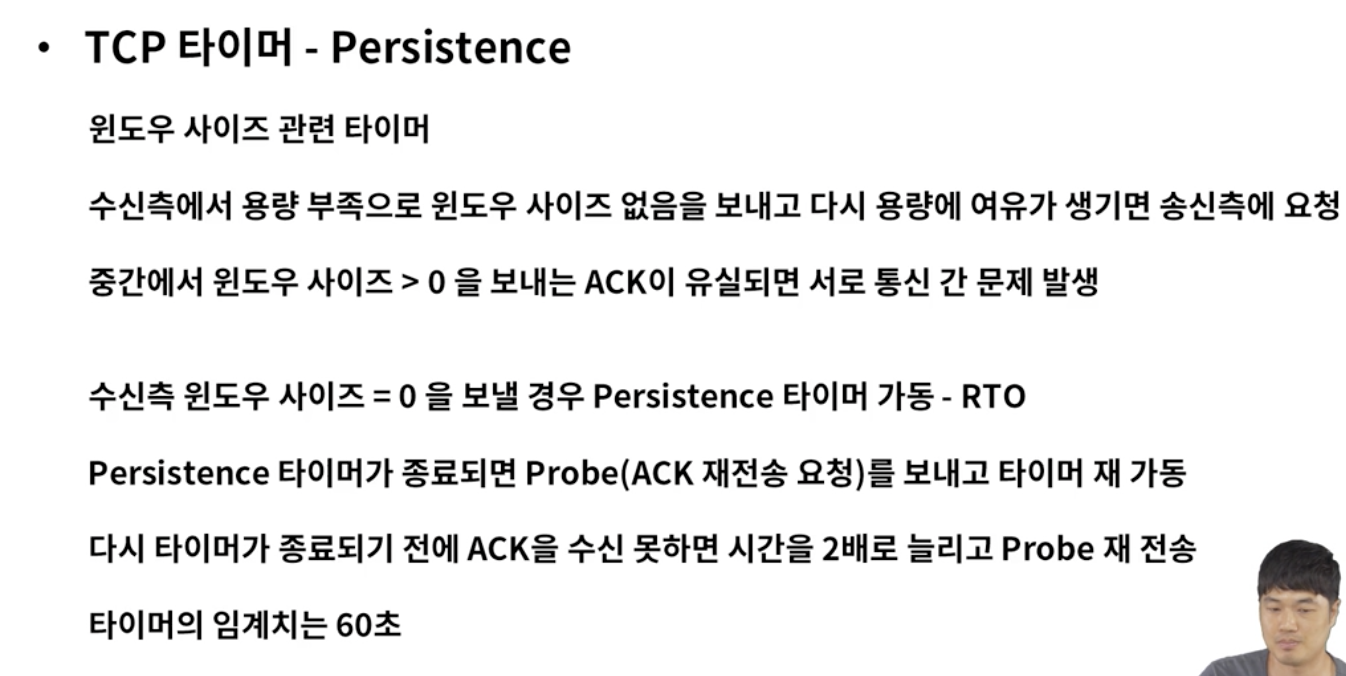 • TCP 타이머 - Persistence
윈도우 사이즈 관련 타이머
수신측에서 용량 부족으로 윈도우 사이즈 없음을 보내고 다시 용량에 여유가 생기면 송신측에 요청
중간에서 윈도우 사이즈 > 0 을 보내는 ACK이 유실되면 서로 통신 간 문제 발생
수신측 윈도우 사이즈 = 0 을 보낼 경우 Persistence 타이머 가동 - RTO
Persistence 타이머가 종료되면 Probe(ACK 재전송 요청)를 보내고 타이머 재 가동
다시 타이머가 종료되기 전에 ACK을 수신 못하면 시간을 2배로 늘리고 Probe 재 전송
타이머의 임계치는 60초